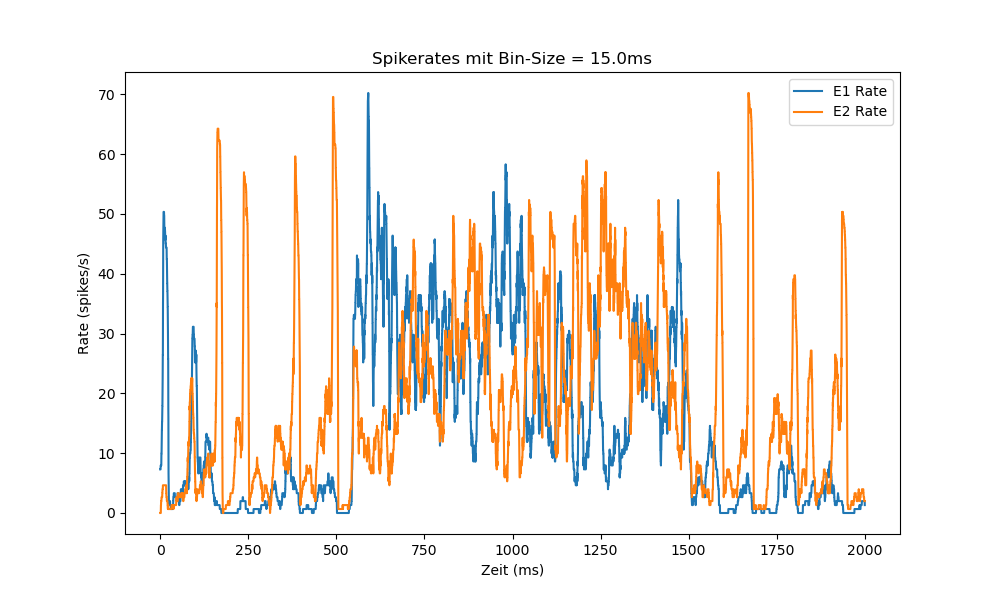 Spikerates mit Bin-Size = 15.0ms
E1 Rate
E2 Rate
70
60
50
40
30
20
10
0
Rate (spikes/s)
0 250 500 750 1000 1250 1500 1750 2000
Zeit (ms)